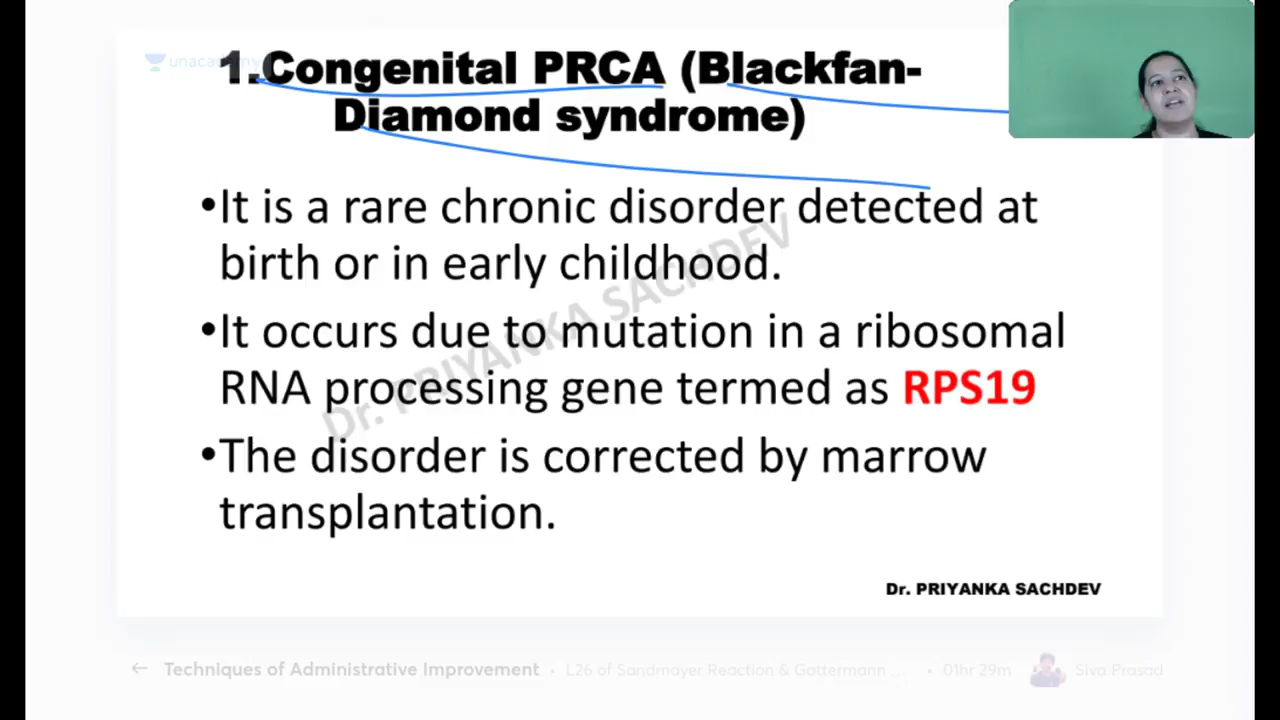 unacademy
1.Congenital PRCA (Blackfan-
Diamond syndrome)
•It is a rare chronic disorder detected at
birth or in early childhood.
•It occurs due to mutation in a ribosomal
RNA processing gene termed as RPS19
•The disorder is corrected by marrow
transplantation.
Dr. PRIYANKA SACHDEV
Dr. PRIYANKA SACHDEV
← Techniques of Administrative Improvement • L26 of Sandmayer Reaction & Gattermann ... • 01hr 29m Siva Prasad